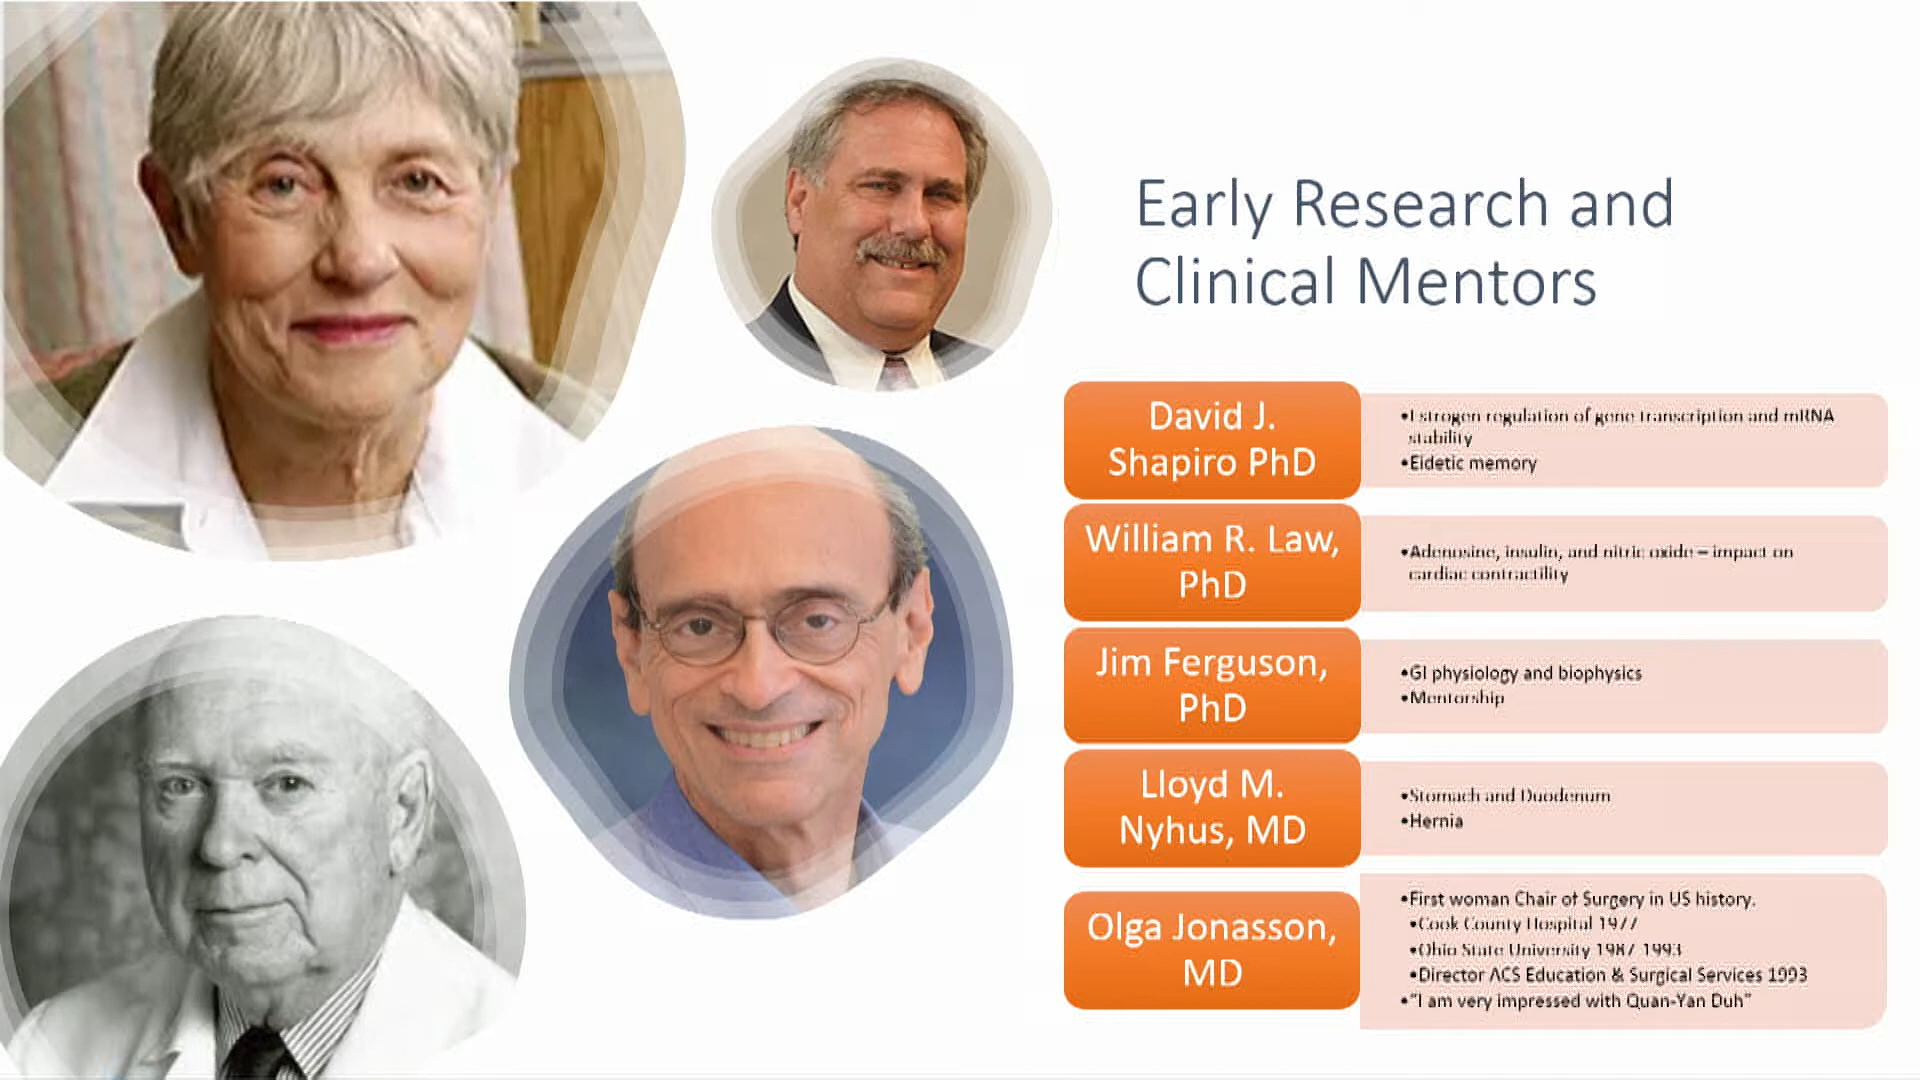 Early Research and
Clinical Mentors
David J.
Shapiro PhD
•Estrogen regulation of gene transcription and mRNA
stability
•Eidetic memory
William R. Law,
PhD
•Adenosine, insulin, and nitric oxide – impact on
cardiac contractility
Jim Ferguson,
PhD
•GI physiology and biophysics
•Mentorship
Lloyd M.
Nyhus, MD
•Stomach and Duodenum
•Hernia
Olga Jonasson,
MD
•First woman Chair of Surgery in US history.
•Cook County Hospital 1977
•Ohio State University 1987-1993
•Director ACS Education & Surgical Services 1993
•"I am very impressed with Quan-Yan Duh"